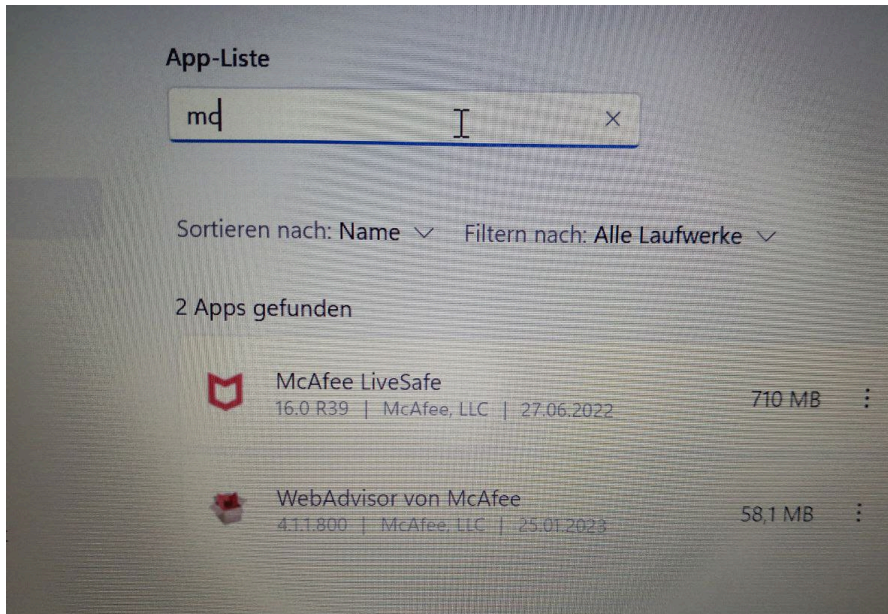 App-Liste
mc
Sortieren nach: Name Filtern nach: Alle Laufwerke
2 Apps gefunden
McAfee LiveSafe
16.0 R39 | McAfee, LLC | 27.06.2022
710 MB
WebAdvisor von McAfee
4.1.1.800 | McAfee, LLC | 25.01.2023
58,1 MB